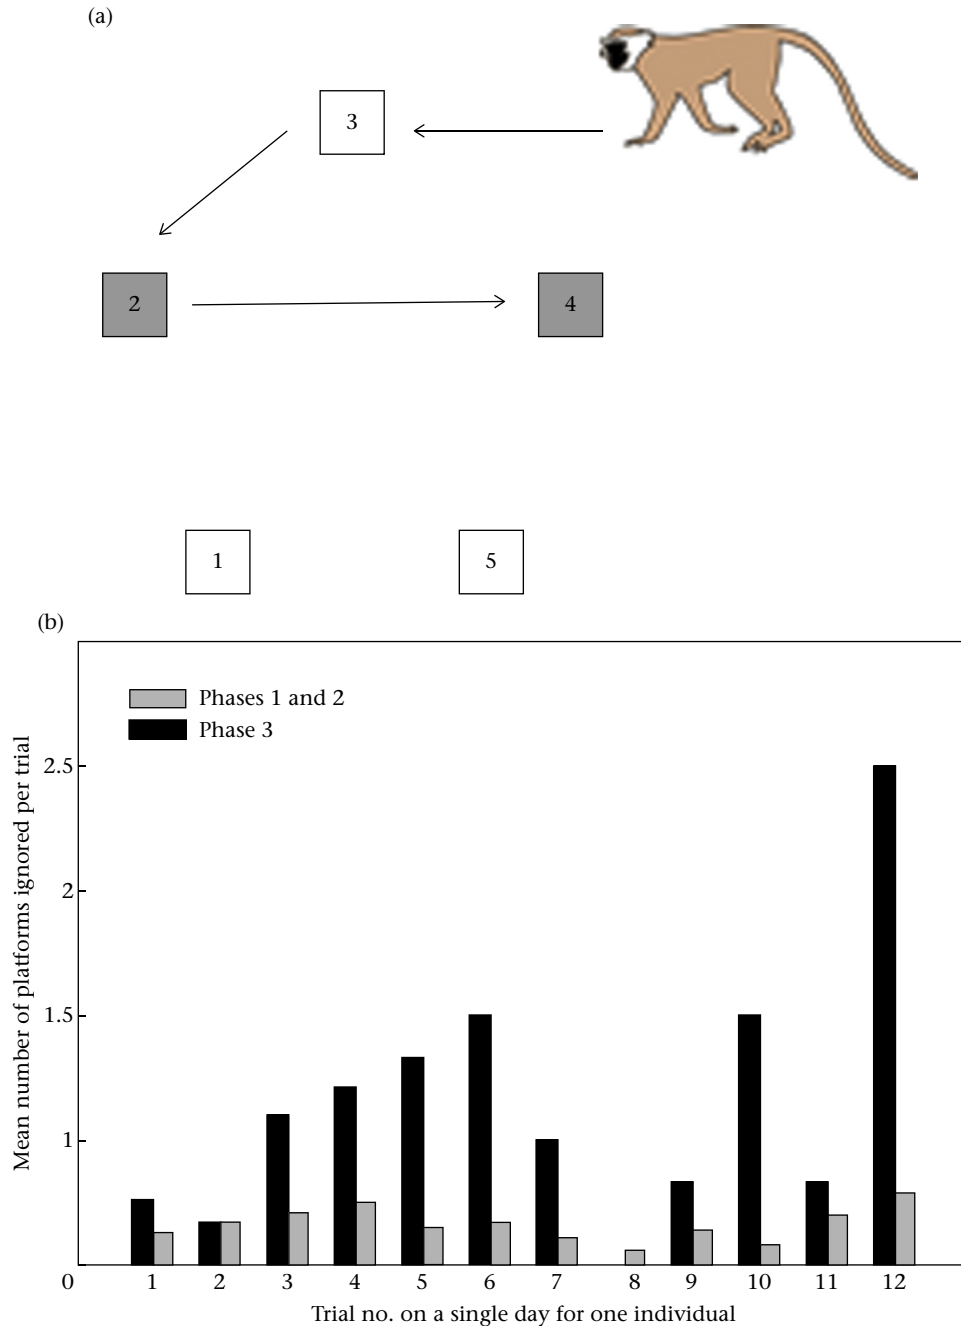 (a)
3
2
4
1
5
(b)
Phases 1 and 2
Phase 3
Mean number of platforms ignored per trial
2.5
2
1.5
1
0
1 2 3 4 5 6 7 8 9 10 11 12
Trial no. on a single day for one individual